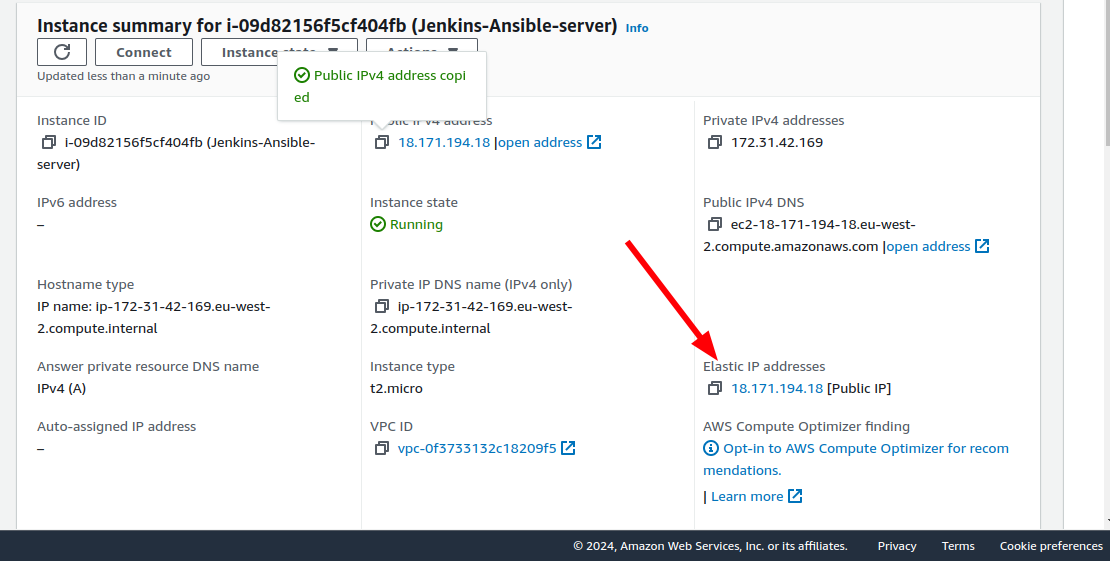 Instance summary for i-09d82156f5cf404fb (Jenkins-Ansible-server) Info
Connect
Instance state
Actions
Updated less than a minute ago
Public IPv4 address copi
ed
Instance ID
i-09d82156f5cf404fb (Jenkins-Ansible-
server)
Public IPv4 address
18.171.194.18 |open address
Private IPv4 addresses
172.31.42.169
IPv6 address
–
Instance state
Running
Public IPv4 DNS
ec2-18-171-194-18.eu-west-
2.compute.amazonaws.com |open address
Hostname type
IP name: ip-172-31-42-169.eu-west-
2.compute.internal
Private IP DNS name (IPv4 only)
ip-172-31-42-169.eu-west-
2.compute.internal
Answer private resource DNS name
IPv4 (A)
Instance type
t2.micro
Elastic IP addresses
18.171.194.18 [Public IP]
Auto-assigned IP address
–
VPC ID
vpc-0f3733132c18209f5
AWS Compute Optimizer finding
Opt-in to AWS Compute Optimizer for recom
mendations.
| Learn more
© 2024, Amazon Web Services, Inc. or its affiliates. Privacy Terms Cookie preferences